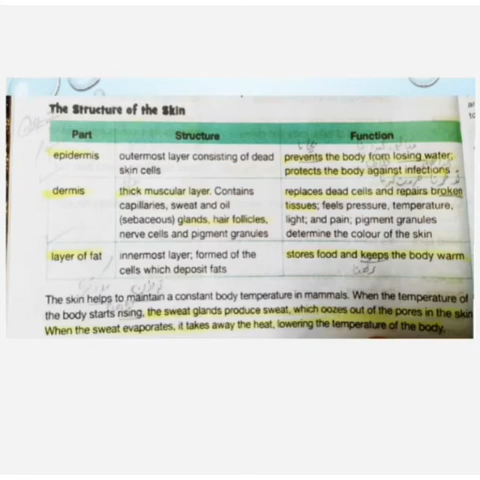 The Structure of the Skin
Part Structure Function
epidermis outermost layer consisting of dead prevents the body from losing water;
skin cells protects the body against infections
dermis thick muscular layer. Contains replaces dead cells and repairs broken
capillaries, sweat and oil tissues; feels pressure, temperature,
(sebaceous) glands, hair follicles, light; and pain; pigment granules
nerve cells and pigment granules determine the colour of the skin
layer of fat innermost layer; formed of the stores food and keeps the body warm
cells which deposit fats
The skin helps to maintain a constant body temperature in mammals. When the temperature of
the body starts rising, the sweat glands produce sweat, which oozes out of the pores in the skin
When the sweat evaporates, it takes away the heat, lowering the temperature of the body.